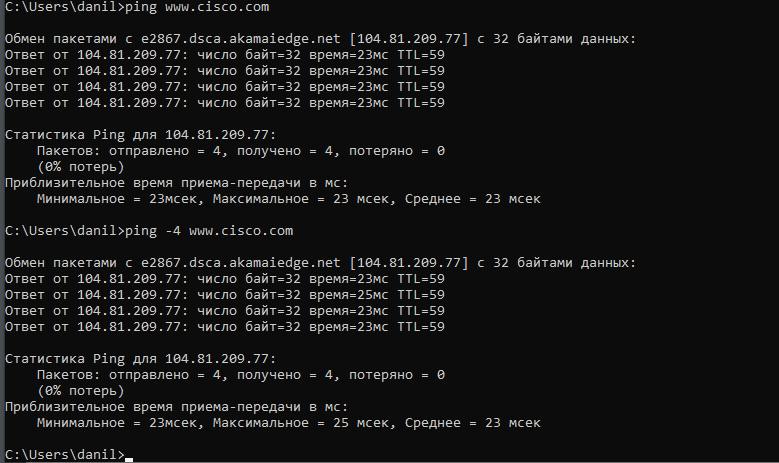 C:\Users\danil>ping www.cisco.com
Обмен пакетами с e2867.dsca.akamaiedge.net [104.81.209.77] с 32 байтами данных:
Ответ от 104.81.209.77: число байт=32 время=23мс TTL=59
Ответ от 104.81.209.77: число байт=32 время=23мс TTL=59
Ответ от 104.81.209.77: число байт=32 время=23мс TTL=59
Ответ от 104.81.209.77: число байт=32 время=23мс TTL=59
Статистика Ping для 104.81.209.77:
    Пакетов: отправлено = 4, получено = 4, потеряно = 0
    (0% потерь)
Приблизительное время приема-передачи в мс:
    Минимальное = 23мсек, Максимальное = 23 мсек, Среднее = 23 мсек
C:\Users\danil>ping -4 www.cisco.com
Обмен пакетами с e2867.dsca.akamaiedge.net [104.81.209.77] с 32 байтами данных:
Ответ от 104.81.209.77: число байт=32 время=23мс TTL=59
Ответ от 104.81.209.77: число байт=32 время=25мс TTL=59
Ответ от 104.81.209.77: число байт=32 время=23мс TTL=59
Ответ от 104.81.209.77: число байт=32 время=23мс TTL=59
Статистика Ping для 104.81.209.77:
    Пакетов: отправлено = 4, получено = 4, потеряно = 0
    (0% потерь)
Приблизительное время приема-передачи в мс:
    Минимальное = 23мсек, Максимальное = 25 мсек, Среднее = 23 мсек
C:\Users\danil>